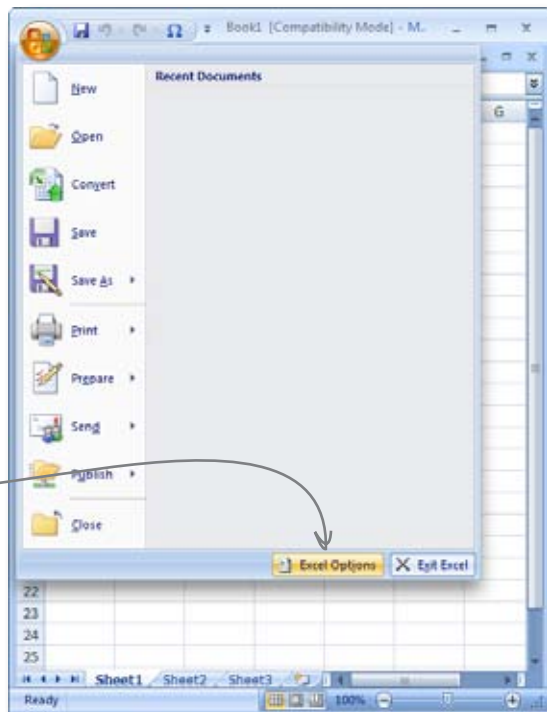 Book1 [Compatibility Mode] - M.
New
Recent Documents
Open
Convert
Save
Save As
Print
Prepare
Send
Publish
Close
Excel Options
Exit Excel
G
22
23
24
25
Sheet1 Sheet2 Sheet3
Ready 100%